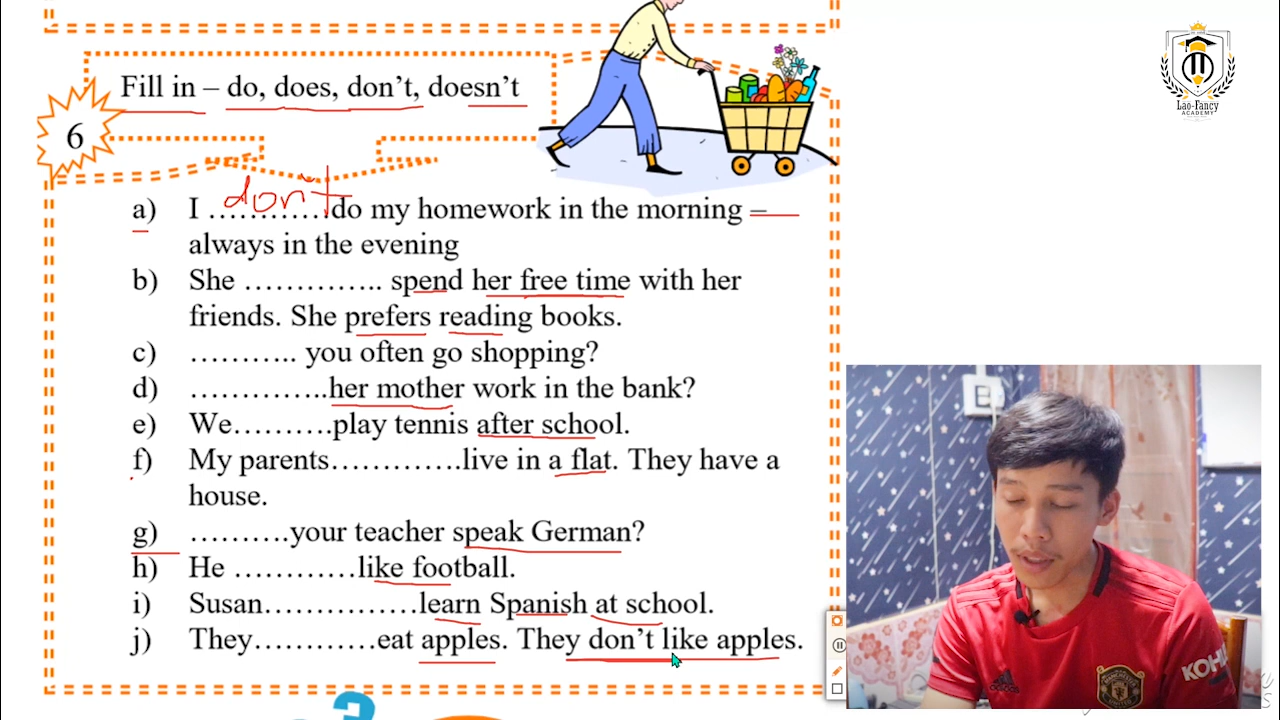 Fill in – do, does, don't, doesn't
6
Lao-Fancy
ACADEMY
don't
a) I ………….do my homework in the morning –
always in the evening
b) She ………….. spend her free time with her
friends. She prefers reading books.
c) ……….. you often go shopping?
d) …………..her mother work in the bank?
e) We……….play tennis after school.
f) My parents………….live in a flat. They have a
house.
g) ……….your teacher speak German?
h) He …………like football.
i) Susan……………learn Spanish at school.
j) They…………eat apples. They don't like apples.
adidas
KOHL
3